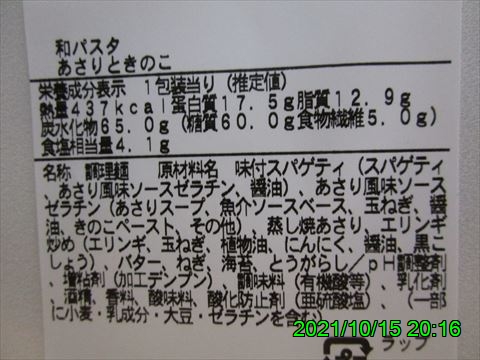 和パスタ
あさりときのこ
栄養成分表示 1包装当り (推定値)
熱量437kcal蛋白質17.5g脂質12.9g
炭水化物65.0g(糖質60.0g食物繊維5.0g)
食塩相当量4.1g
名称 調理麺 原材料名 味付スパゲティ(スパゲティ
、あさり風味ソースゼラチン、醤油)、あさり風味ソース
ゼラチン(あさりスープ、魚介ソースベース、玉ねぎ、醤
油、きのこペースト、その他)、蒸し焼あさり、エリンギ
炒め(エリンギ、玉ねぎ、植物油、にんにく、醤油、黒こ
しょう)、バター、ねぎ、海苔、とうがらし/pH調整剤
、増粘剤(加工デンプン)、調味料(有機酸等)、乳化剤
、酒精、香料、酸味料、酸化防止剤(亜硫酸塩)、(一部
に小麦・乳成分・大豆・ゼラチンを含む)
2021/10/15 20:16
ラップ